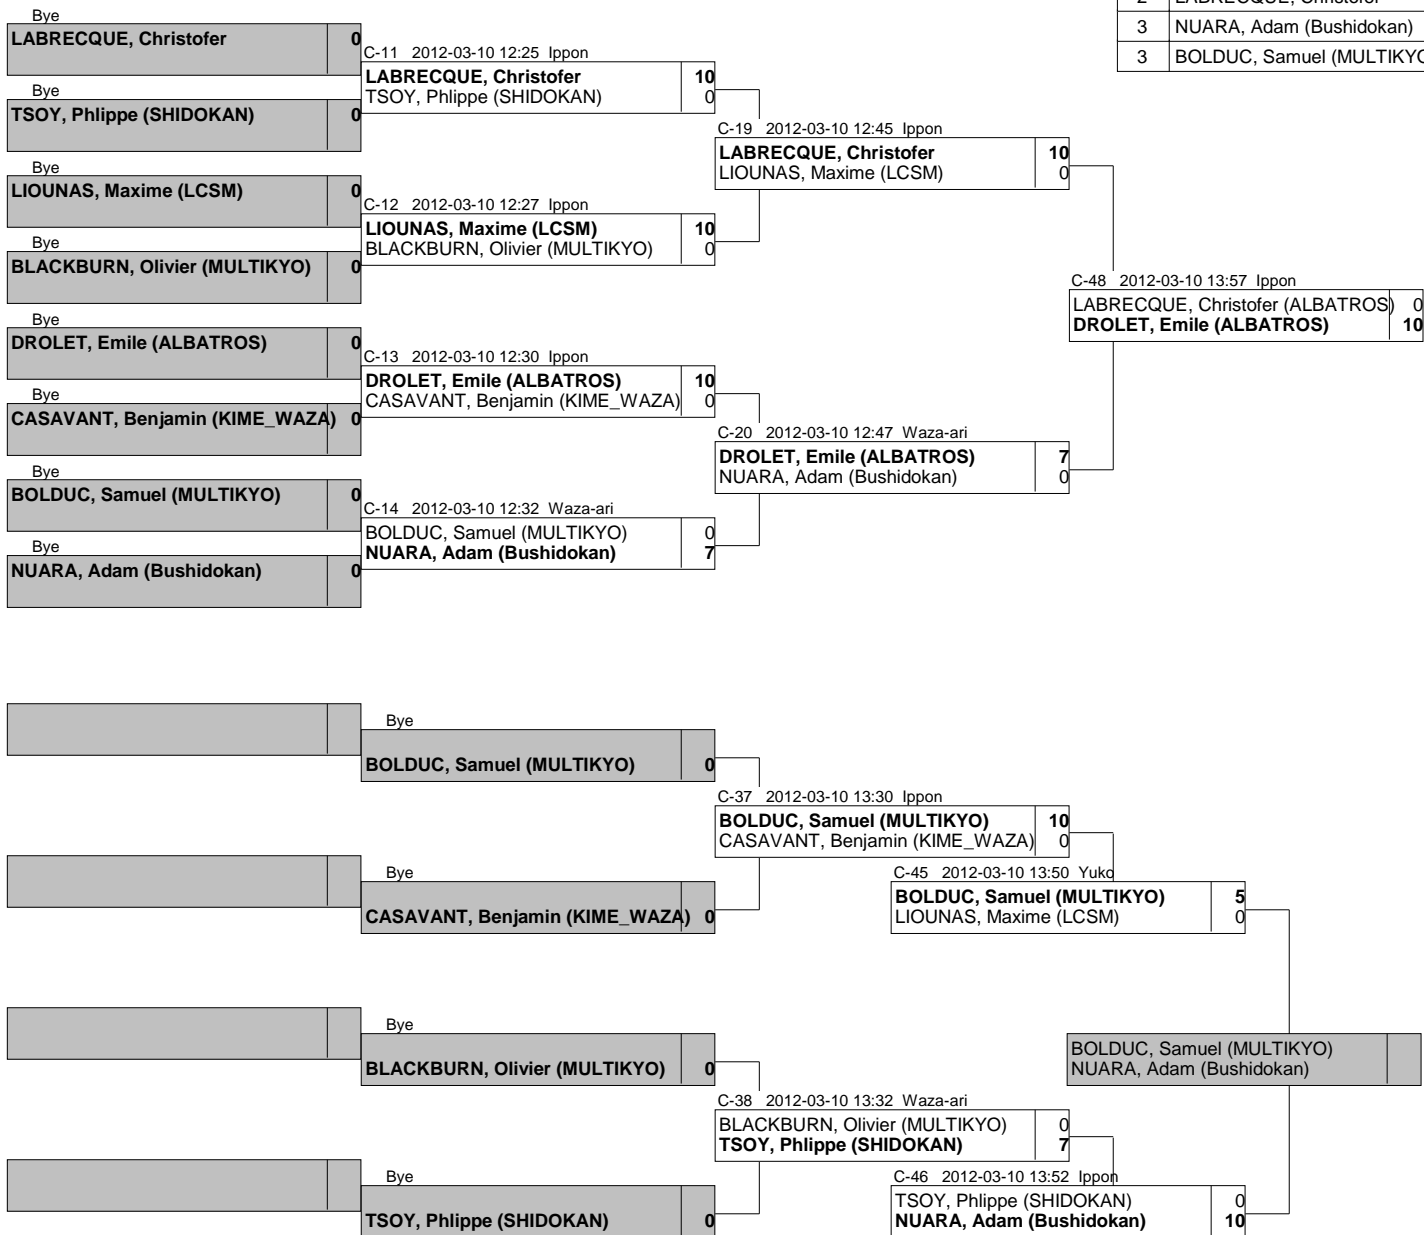 2 LABRECQUE, Christofer
3 NUARA, Adam (Bushidokan)
3 BOLDUC, Samuel (MULTIKYO
Bye
LABRECQUE, Christofer 0
Bye
TSOY, Phlippe (SHIDOKAN) 0
Bye
LIOUNAS, Maxime (LCSM) 0
Bye
BLACKBURN, Olivier (MULTIKYO) 0
Bye
DROLET, Emile (ALBATROS) 0
Bye
CASAVANT, Benjamin (KIME_WAZA) 0
Bye
BOLDUC, Samuel (MULTIKYO) 0
Bye
NUARA, Adam (Bushidokan) 0
C-11 2012-03-10 12:25 Ippon
LABRECQUE, Christofer 10
TSOY, Phlippe (SHIDOKAN) 0
C-12 2012-03-10 12:27 Ippon
LIOUNAS, Maxime (LCSM) 10
BLACKBURN, Olivier (MULTIKYO) 0
C-13 2012-03-10 12:30 Ippon
DROLET, Emile (ALBATROS) 10
CASAVANT, Benjamin (KIME_WAZA) 0
C-14 2012-03-10 12:32 Waza-ari
BOLDUC, Samuel (MULTIKYO) 0
NUARA, Adam (Bushidokan) 7
C-19 2012-03-10 12:45 Ippon
LABRECQUE, Christofer 10
LIOUNAS, Maxime (LCSM) 0
C-20 2012-03-10 12:47 Waza-ari
DROLET, Emile (ALBATROS) 7
NUARA, Adam (Bushidokan) 0
C-48 2012-03-10 13:57 Ippon
LABRECQUE, Christofer (ALBATROS) 0
DROLET, Emile (ALBATROS) 10
Bye
BOLDUC, Samuel (MULTIKYO) 0
Bye
CASAVANT, Benjamin (KIME_WAZA) 0
Bye
BLACKBURN, Olivier (MULTIKYO) 0
Bye
TSOY, Phlippe (SHIDOKAN) 0
C-37 2012-03-10 13:30 Ippon
BOLDUC, Samuel (MULTIKYO) 10
CASAVANT, Benjamin (KIME_WAZA) 0
C-38 2012-03-10 13:32 Waza-ari
BLACKBURN, Olivier (MULTIKYO) 0
TSOY, Phlippe (SHIDOKAN) 7
C-45 2012-03-10 13:50 Yuko
BOLDUC, Samuel (MULTIKYO) 5
LIOUNAS, Maxime (LCSM) 0
C-46 2012-03-10 13:52 Ippon
TSOY, Phlippe (SHIDOKAN) 0
NUARA, Adam (Bushidokan) 10
BOLDUC, Samuel (MULTIKYO)
NUARA, Adam (Bushidokan)